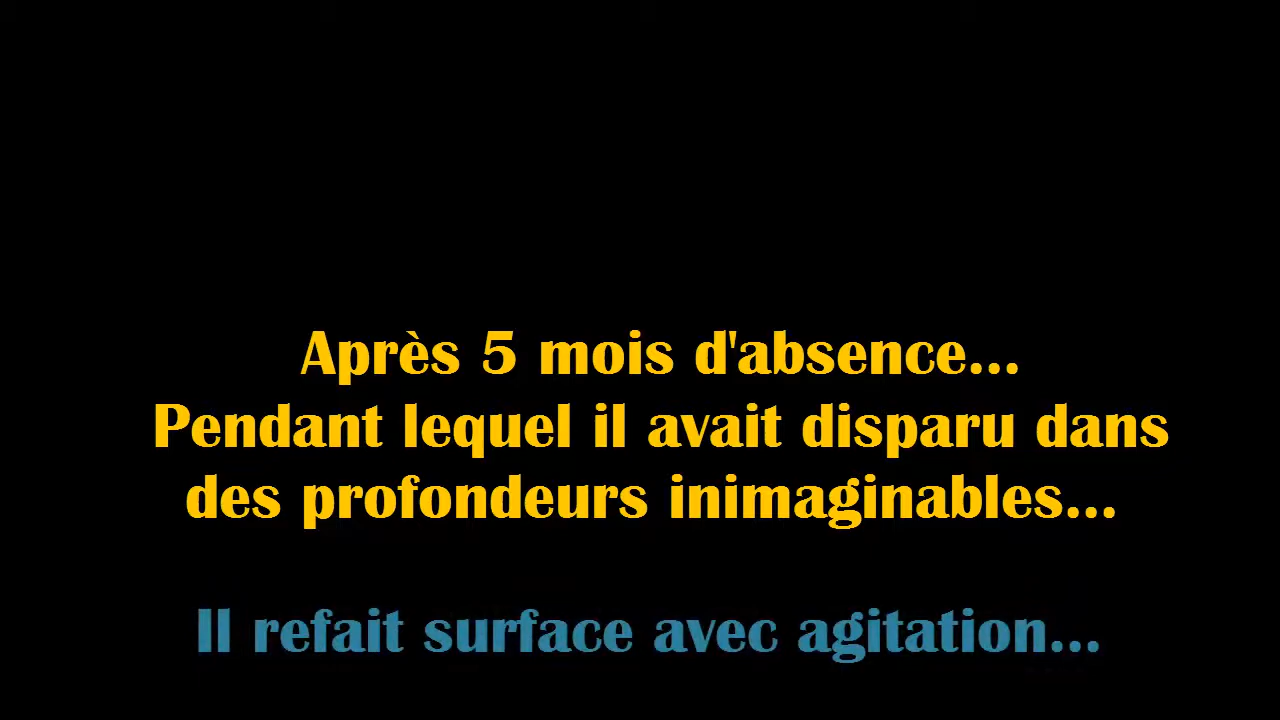 Après 5 mois d'absence...
Pendant lequel il avait disparu dans
des profondeurs inimaginables...
Il refait surface avec agitation...